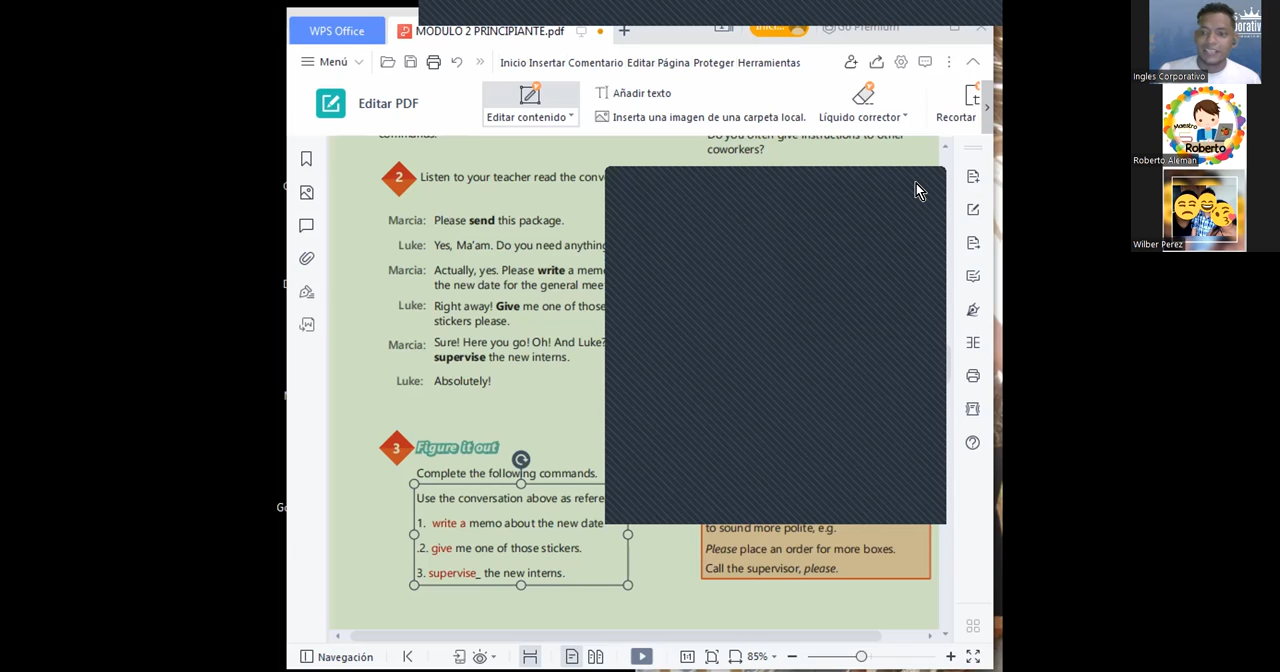 WPS Office
MODULO 2 PRINCIPIANTE.pdf
Go Premium
Menú
Inicio Insertar Comentario Editar Página Proteger Herramientas
Editar PDF
Editar contenido
Añadir texto
Inserta una imagen de una carpeta local.
Líquido corrector
Recortar
commands.
Do you often give instructions to other
coworkers?
2 Listen to your teacher read the conv
Marcia: Please send this package.
Luke: Yes, Ma'am. Do you need anything
Marcia: Actually, yes. Please write a mem
the new date for the general mee
Luke: Right away! Give me one of those
stickers please.
Marcia: Sure! Here you go! Oh! And Luke?
supervise the new interns.
Luke: Absolutely!
3 Figure it out
Complete the following commands.
Use the conversation above as refere
1. write a memo about the new date
.2. give me one of those stickers.
3. supervise_ the new interns.
to sound more polite, e.g.
Please place an order for more boxes.
Call the supervisor, please.
Navegación
85%
Ingles Corporativo
Maestro
Roberto
Roberto Aleman
Wilber Perez